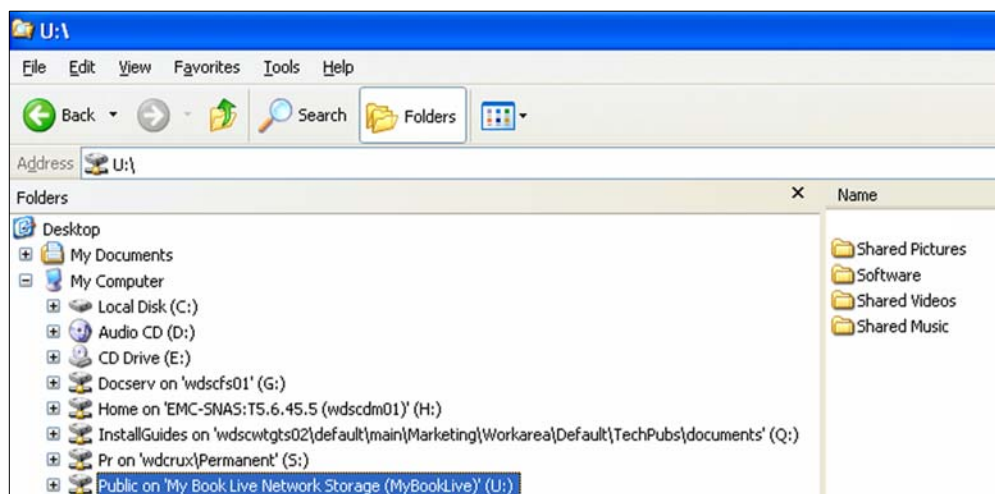 U:\
File Edit View Favorites Tools Help
Back Search Folders
Address U:\
Folders
Name
Desktop
My Documents
My Computer
Local Disk (C:)
Audio CD (D:)
CD Drive (E:)
Docserv on 'wdscfs01' (G:)
Home on 'EMC-SNAS:T5.6.45.5 (wdscdm01)' (H:)
InstallGuides on 'wdscwtgts02\default\main\Marketing\Workarea\Default\TechPubs\documents' (Q:)
Pr on 'wdcrux\Permanent' (S:)
Public on 'My Book Live Network Storage (MyBookLive)' (U:)
Shared Pictures
Software
Shared Videos
Shared Music